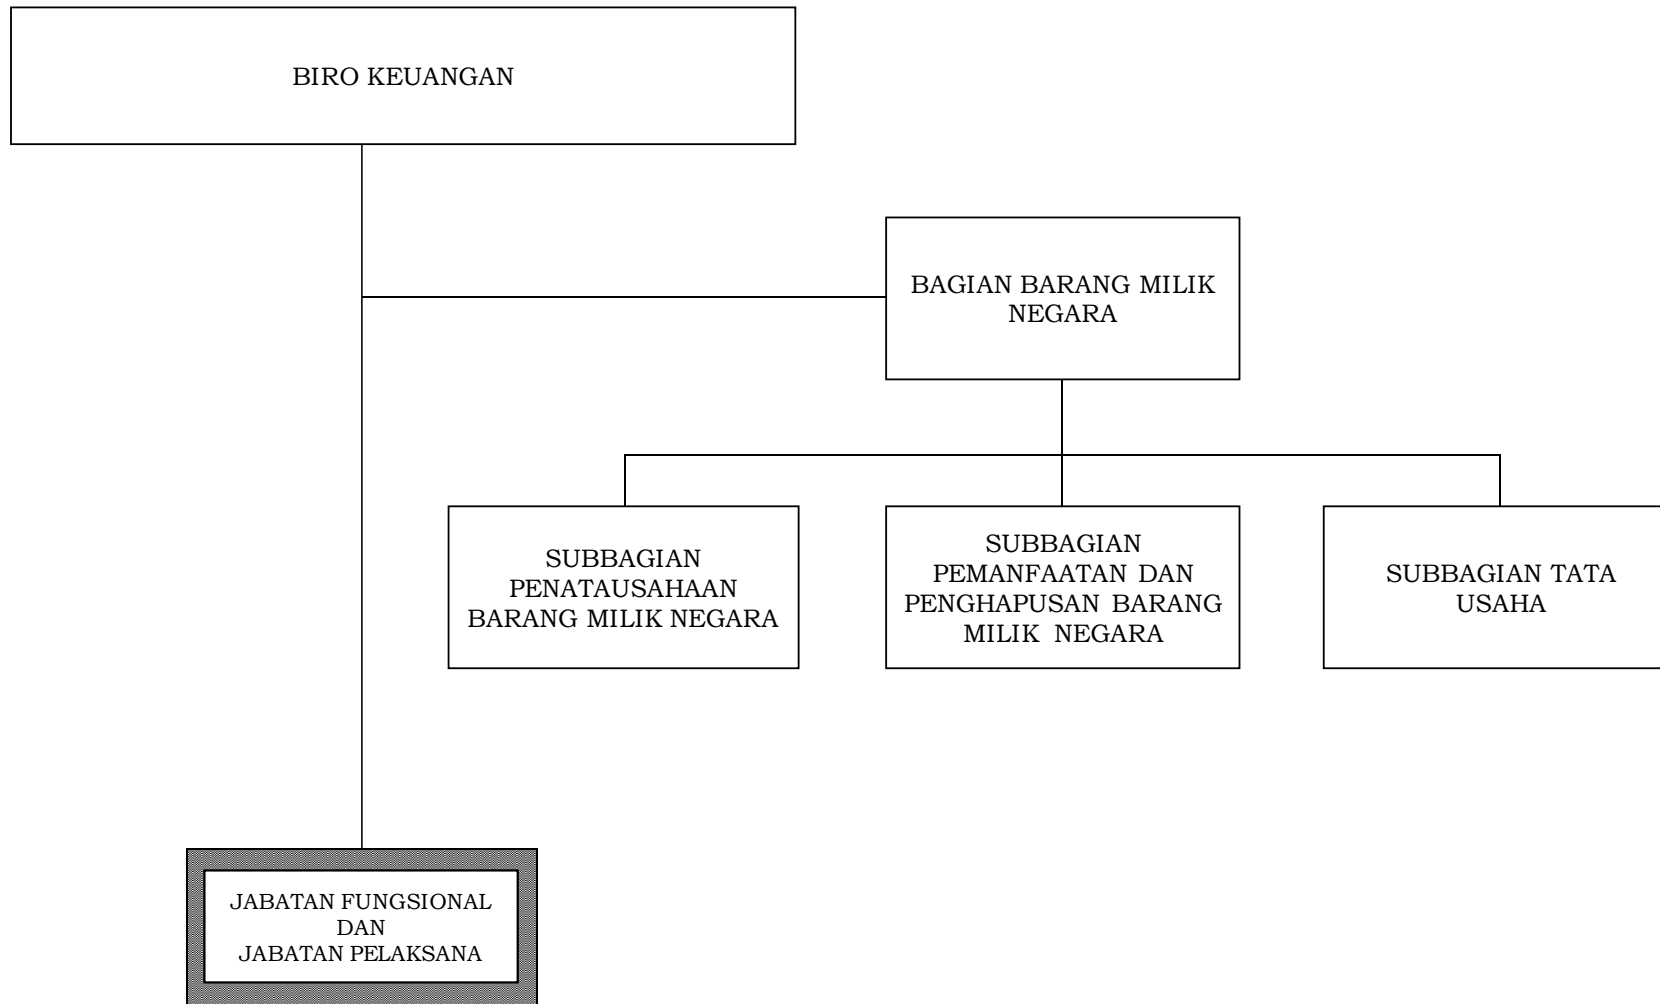 BIRO KEUANGAN
BAGIAN BARANG MILIK
NEGARA
SUBBAGIAN
PENATAUSAHAAN
BARANG MILIK NEGARA
SUBBAGIAN
PEMANFAATAN DAN
PENGHAPUSAN BARANG
MILIK NEGARA
SUBBAGIAN TATA
USAHA
JABATAN FUNGSIONAL
DAN
JABATAN PELAKSANA